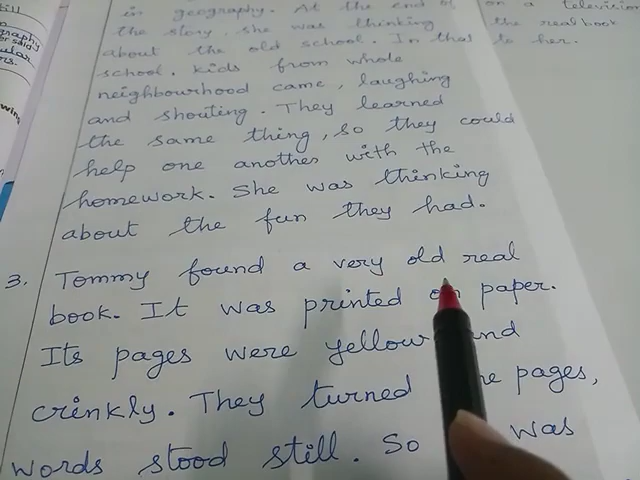 in geography. At the end of
the story, she was thinking
about the old school. In that
school. kids from whole
neighbourhood came, laughing
and shouting. They learned
the same thing, so they could
help one another with the
homework. She was thinking
about the fun they had.
3. Tommy found a very old real
book. It was printed on paper.
Its pages were yellow and
crinkly. They turned pages,
words stood still. So was
on a television
the real book
to her.